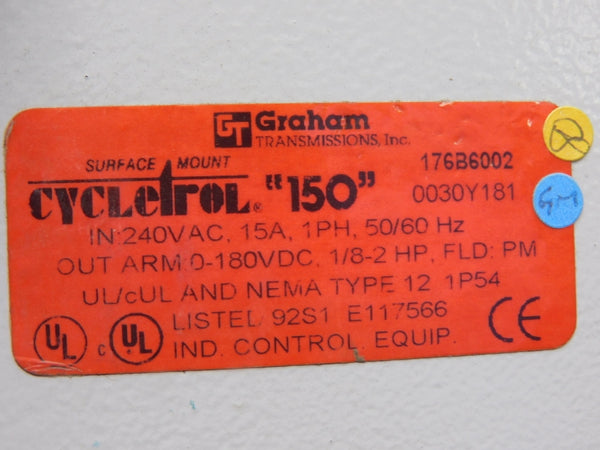 GT Graham
TRANSMISSIONS, Inc.
SURFACE MOUNT
176B6002
CYCLETROL® "150"
0030Y181
IN:240VAC, 15A, 1PH, 50/60 Hz
OUT ARM:0-180VDC, 1/8-2 HP, FLD: PM
UL/cUL AND NEMA TYPE 12 1P54
LISTED 92S1 E117566
IND. CONTROL EQUIP.
UL c UL CE